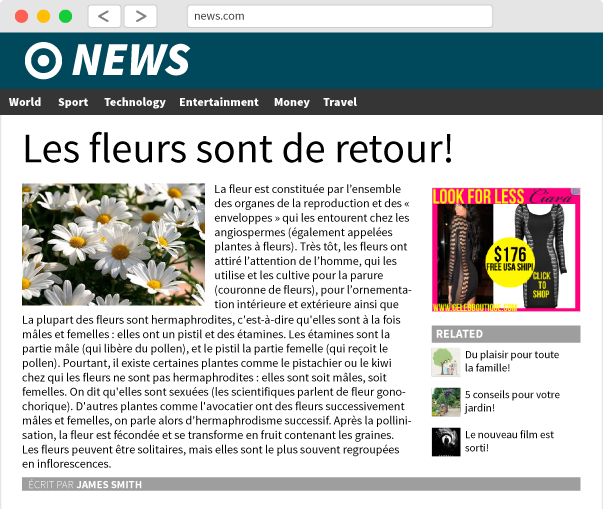 news.com
NEWS
World Sport Technology Entertainment Money Travel
Les fleurs sont de retour!
La fleur est constituée par l'ensemble
des organes de la reproduction et des «
enveloppes » qui les entourent chez les
angiospermes (également appelées
plantes à fleurs). Très tôt, les fleurs ont
attiré l'attention de l'homme, qui les
utilise et les cultive pour la parure
(couronne de fleurs), pour l'ornementa-
tion intérieure et extérieure ainsi que
La plupart des fleurs sont hermaphrodites, c'est-à-dire qu'elles sont à la fois
mâles et femelles : elles ont un pistil et des étamines. Les étamines sont la
partie mâle (qui libère du pollen), et le pistil la partie femelle (qui reçoit le
pollen). Pourtant, il existe certaines plantes comme le pistachier ou le kiwi
chez qui les fleurs ne sont pas hermaphrodites : elles sont soit mâles, soit
femelles. On dit qu'elles sont sexuées (les scientifiques parlent de fleur gono-
chorique). D'autres plantes comme l'avocatier ont des fleurs successivement
mâles et femelles, on parle alors d'hermaphrodisme successif. Après la pollini-
sation, la fleur est fécondée et se transforme en fruit contenant les graines.
Les fleurs peuvent être solitaires, mais elles sont le plus souvent regroupées
en inflorescences.
ÉCRIT PAR JAMES SMITH
LOOK FOR LESS Ciara
$176
FREE USA SHIP!
CLICK
TO
SHOP
WWW.CELEBBOUTIQUE.COM
RELATED
Du plaisir pour toute
la famille!
5 conseils pour votre
jardin!
Le nouveau film est
sorti!